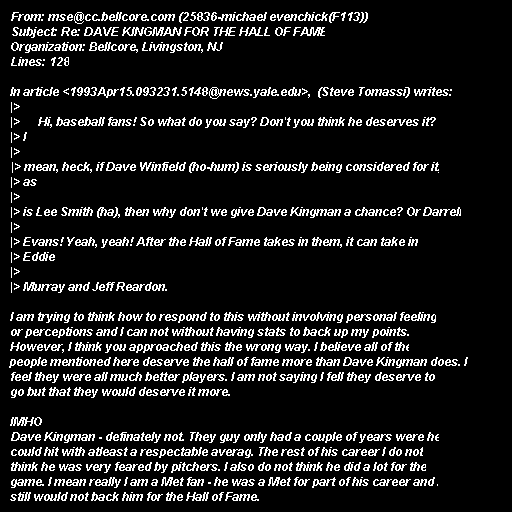 From: mse@cc.bellcore.com (25836-michael evenchick(F113))
Subject: Re: DAVE KINGMAN FOR THE HALL OF FAME
Organization: Bellcore, Livingston, NJ
Lines: 128

In article <1993Apr15.093231.5148@news.yale.edu>, (Steve Tomassi) writes:
|>
|> Hi, baseball fans! So what do you say? Don't you think he deserves it?
|> I
|>
|> mean, heck, if Dave Winfield (ho-hum) is seriously being considered for it,
|> as
|>
|> is Lee Smith (ha), then why don't we give Dave Kingman a chance? Or Darrell
|>
|> Evans! Yeah, yeah! After the Hall of Fame takes in them, it can take in
|> Eddie
|>
|> Murray and Jeff Reardon.

I am trying to think how to respond to this without involving personal feeling
or perceptions and I can not without having stats to back up my points.
However, I think you approached this the wrong way. I believe all of the
people mentioned here deserve the hall of fame more than Dave Kingman does. I
feel they were all much better players. I am not saying I fell they deserve to
go but that they would deserve it more.

IMHO
Dave Kingman - definately not. They guy only had a couple of years were he
could hit with atleast a respectable averag. The rest of his career I do not
think he was very feared by pitchers. I also do not think he did a lot for the
game. I mean really I am a Met fan - he was a Met for part of his career and I
still would not back him for the Hall of Fame.